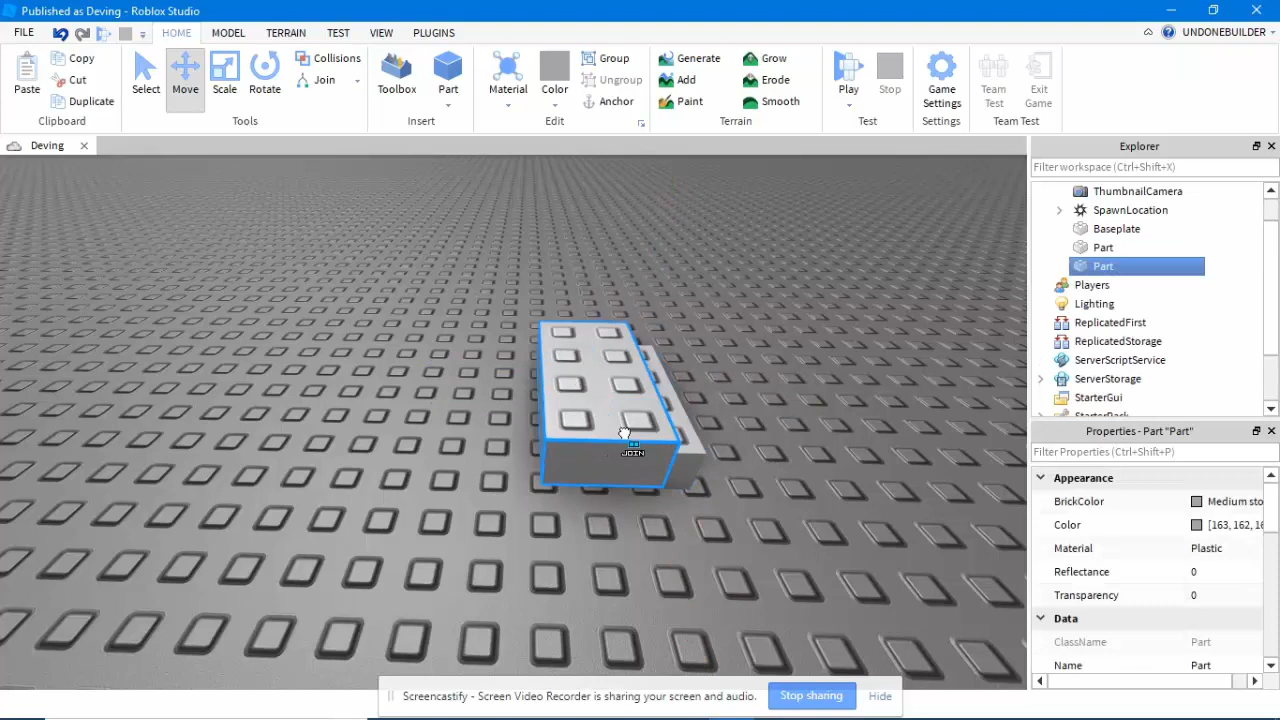 Published as Deving - Roblox Studio
FILE HOME MODEL TERRAIN TEST VIEW PLUGINS UNDONEBUILDER
Paste Copy Cut Duplicate
Clipboard
Select Move Scale Rotate Collisions Join
Tools
Toolbox Part
Insert
Material Color Group Ungroup Anchor
Edit
Generate Grow
Add Erode
Paint Smooth
Terrain
Play Stop
Test
Game Settings
Settings
Team Test Exit Game
Team Test
Deving
JOIN
Explorer
Filter workspace (Ctrl+Shift+X)
ThumbnailCamera
SpawnLocation
Baseplate
Part
Part
Players
Lighting
ReplicatedFirst
ReplicatedStorage
ServerScriptService
ServerStorage
StarterGui
Properties - Part "Part"
Filter Properties (Ctrl+Shift+P)
Appearance
BrickColor Medium sto
Color [163, 162, 16
Material Plastic
Reflectance 0
Transparency 0
Data
ClassName Part
Name Part
Screencastify - Screen Video Recorder is sharing your screen and audio. Stop sharing Hide